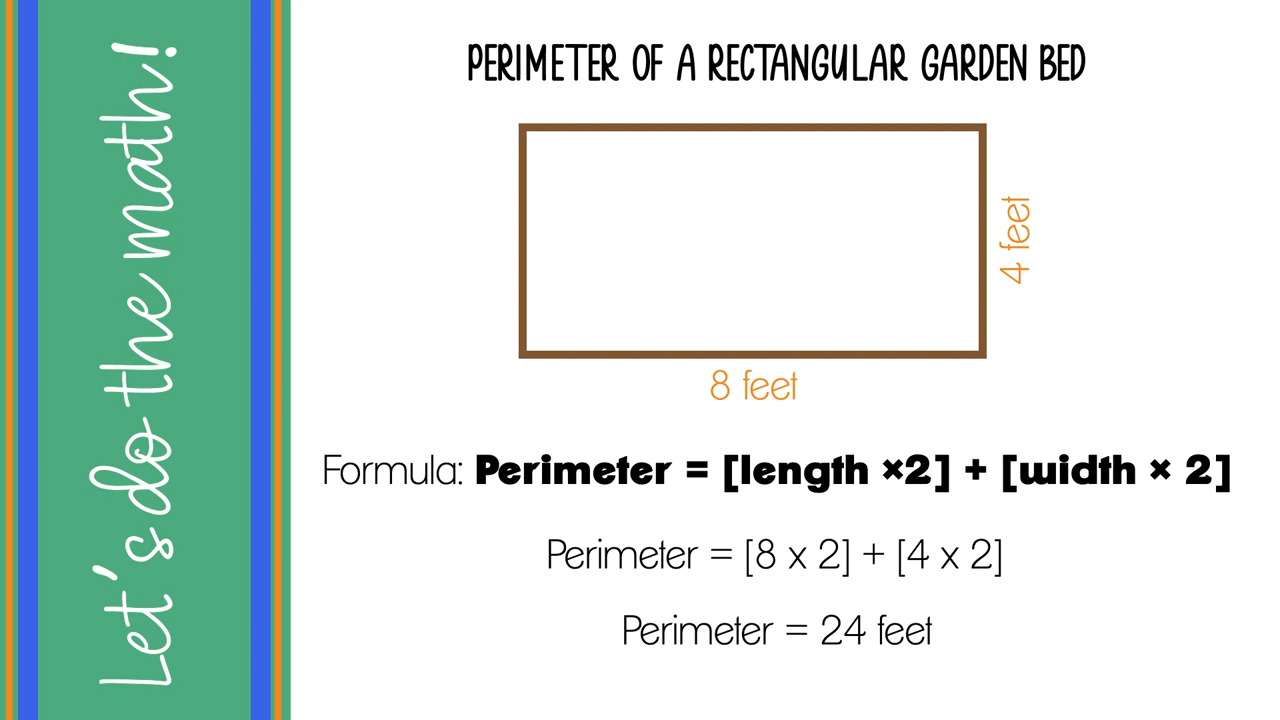 Let's do the math!
PERIMETER OF A RECTANGULAR GARDEN BED
4 feet
8 feet
Formula: Perimeter = [length ×2] + [width × 2]
Perimeter = [8 x 2] + [4 x 2]
Perimeter = 24 feet